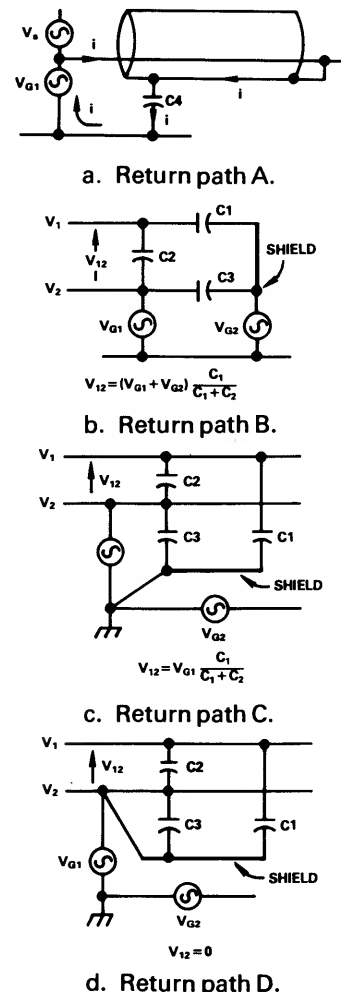 Vs
VG1
i
i
i
C4
i
a. Return path A.
V1
C1
V12
C2
SHIELD
V2
C3
VG1
VG2
V12=(VG1+VG2) C1/C1+C2
b. Return path B.
V1
V12
C2
V2
C3
C1
SHIELD
VG2
V12=VG1 C1/C1+C2
c. Return path C.
V1
V12
C2
V2
C3
C1
VG1
SHIELD
VG2
V12=0
d. Return path D.